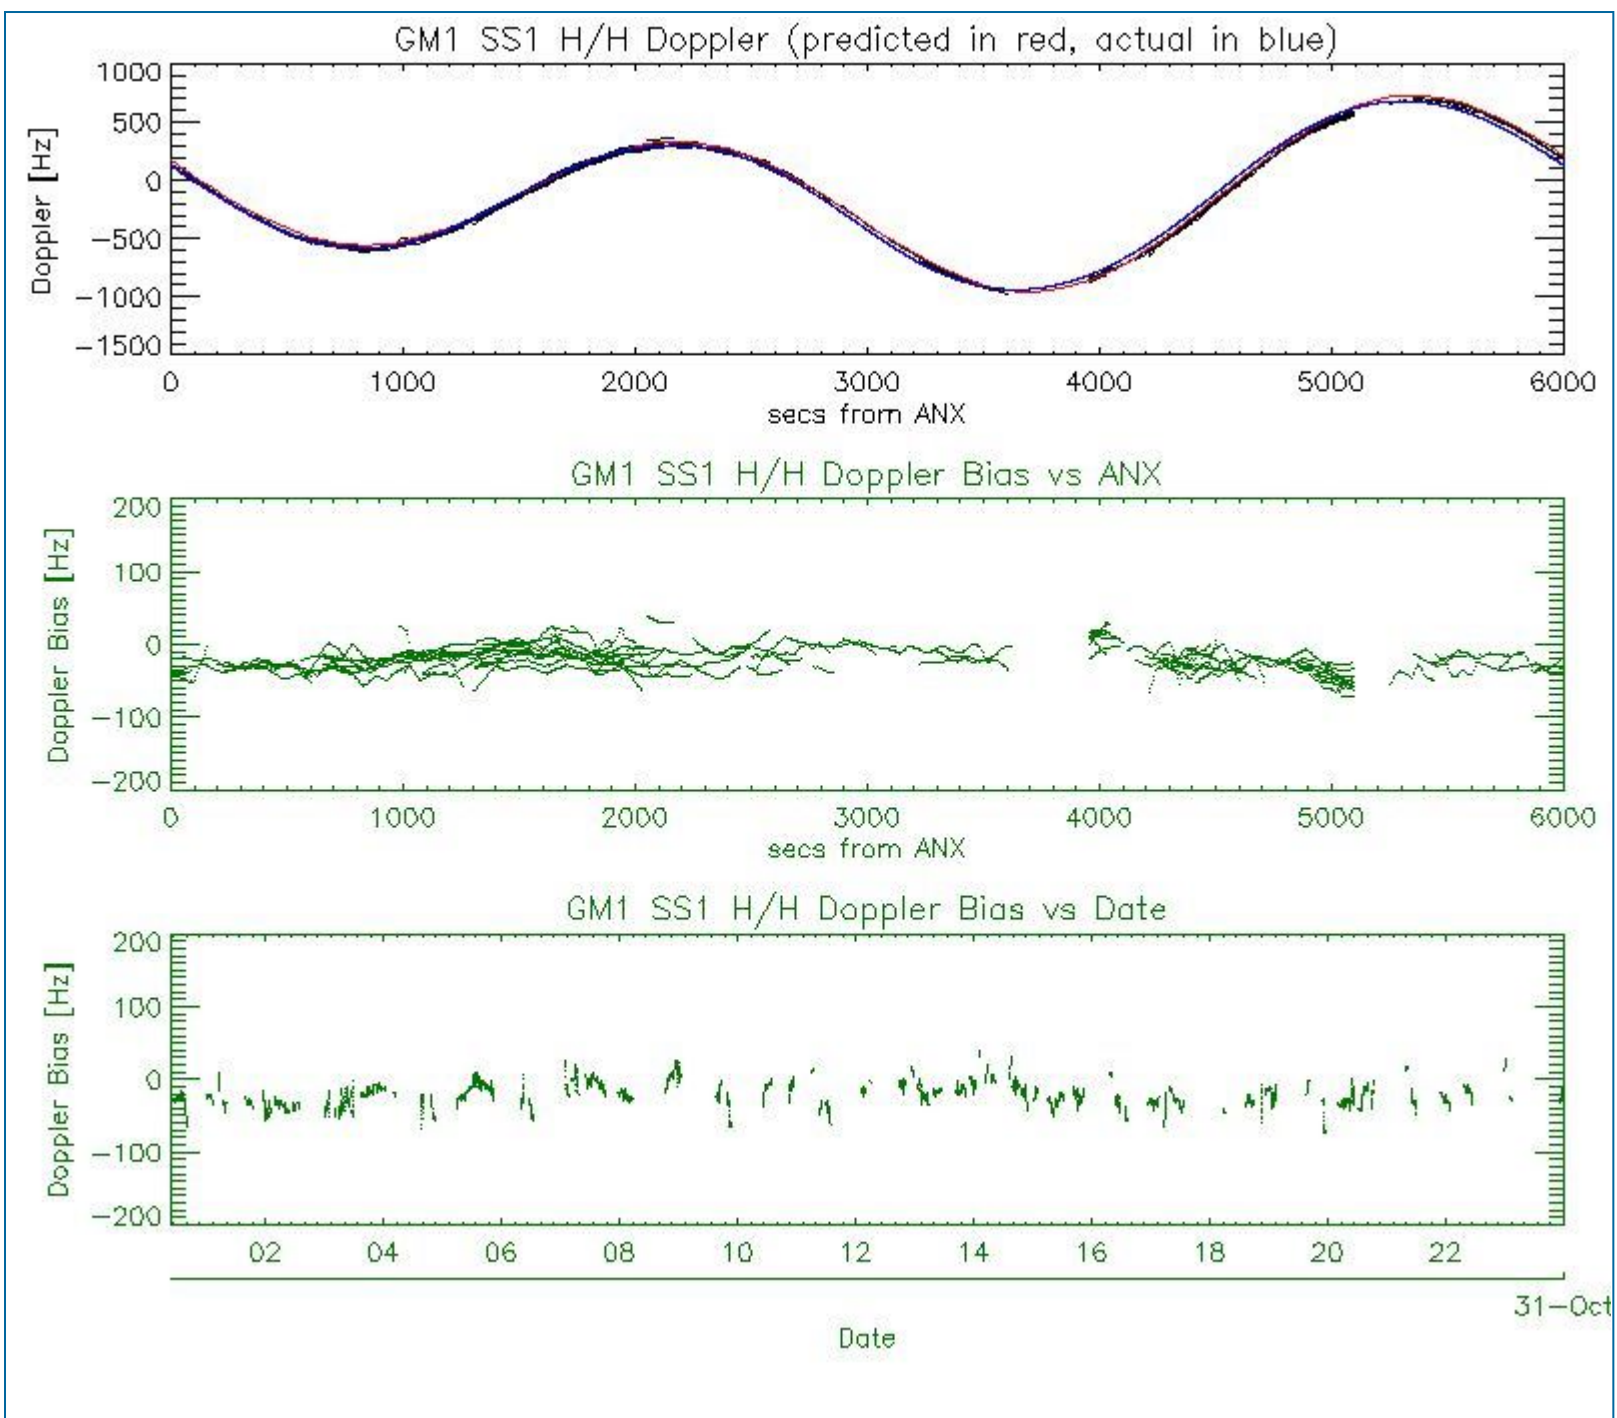 GM1 SS1 H/H Doppler (predicted in red, actual in blue)
1000
500
0
−500
−1000
−1500
Doppler [Hz]
0 1000 2000 3000 4000 5000 6000
secs from ANX
GM1 SS1 H/H Doppler Bias vs ANX
200
100
0
−100
−200
Doppler Bias [Hz]
0 1000 2000 3000 4000 5000 6000
secs from ANX
GM1 SS1 H/H Doppler Bias vs Date
200
100
0
−100
−200
Doppler Bias [Hz]
02 04 06 08 10 12 14 16 18 20 22
31−Oct
Date